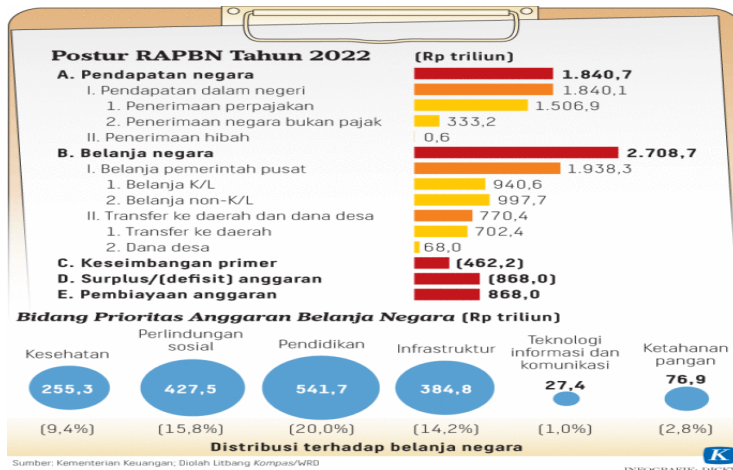 Postur RAPBN Tahun 2022 (Rp triliun)
A. Pendapatan negara 1.840,7
I. Pendapatan dalam negeri 1.840,1
1. Penerimaan perpajakan 1.506,9
2. Penerimaan negara bukan pajak 333,2
II. Penerimaan hibah 0,6
B. Belanja negara 2.708,7
I. Belanja pemerintah pusat 1.938,3
1. Belanja K/L 940,6
2. Belanja non-K/L 997,7
II. Transfer ke daerah dan dana desa 770,4
1. Transfer ke daerah 702,4
2. Dana desa 68,0
C. Keseimbangan primer (462,2)
D. Surplus/(defisit) anggaran (868,0)
E. Pembiayaan anggaran 868,0
Bidang Prioritas Anggaran Belanja Negara (Rp triliun)
Kesehatan
255,3
(9,4%)
Perlindungan
sosial
427,5
(15,8%)
Pendidikan
541,7
(20,0%)
Infrastruktur
384,8
(14,2%)
Teknologi
informasi dan
komunikasi
27,4
(1,0%)
Ketahanan
pangan
76,9
(2,8%)
Distribusi terhadap belanja negara
K
Sumber: Kementerian Keuangan; Diolah Litbang Kompas/WRD